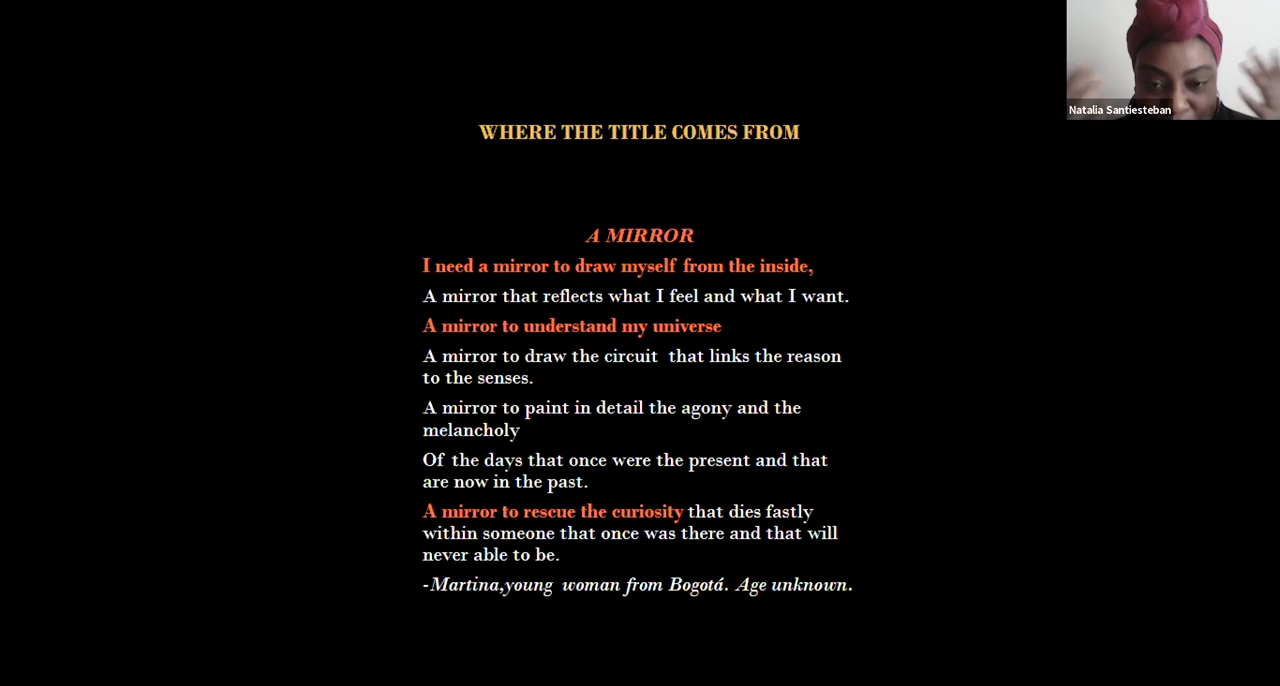 Natalia Santiesteban
WHERE THE TITLE COMES FROM
A MIRROR
I need a mirror to draw myself from the inside,
A mirror that reflects what I feel and what I want.
A mirror to understand my universe
A mirror to draw the circuit that links the reason
to the senses.
A mirror to paint in detail the agony and the
melancholy
Of the days that once were the present and that
are now in the past.
A mirror to rescue the curiosity that dies fastly
within someone that once was there and that will
never able to be.
-Martina,young woman from Bogotá. Age unknown.